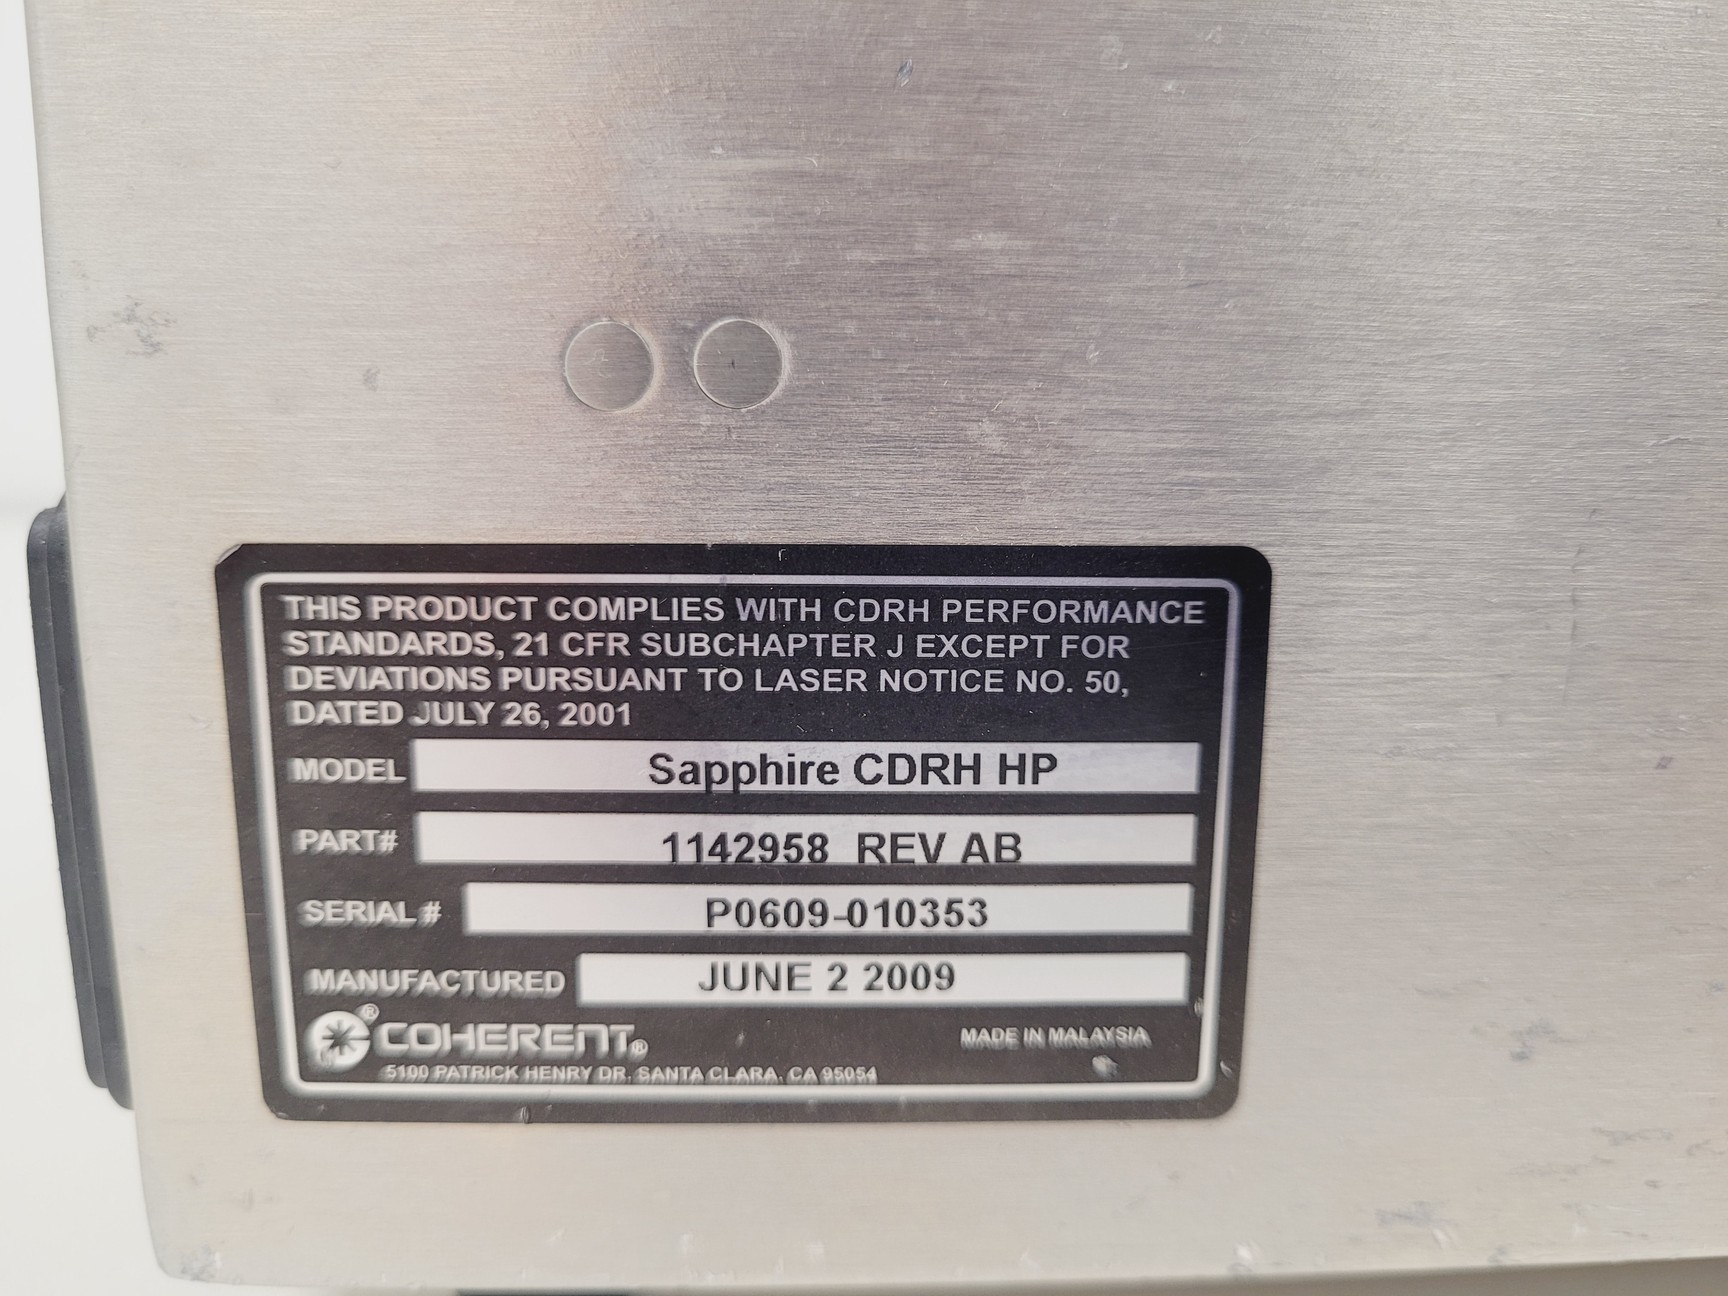 THIS PRODUCT COMPLIES WITH CDRH PERFORMANCE
STANDARDS, 21 CFR SUBCHAPTER J EXCEPT FOR
DEVIATIONS PURSUANT TO LASER NOTICE NO. 50,
DATED JULY 26, 2001
MODEL Sapphire CDRH HP
PART# 1142958 REV AB
SERIAL # P0609-010353
MANUFACTURED JUNE 2 2009
® COHERENT® MADE IN MALAYSIA
5100 PATRICK HENRY DR. SANTA CLARA, CA 95054